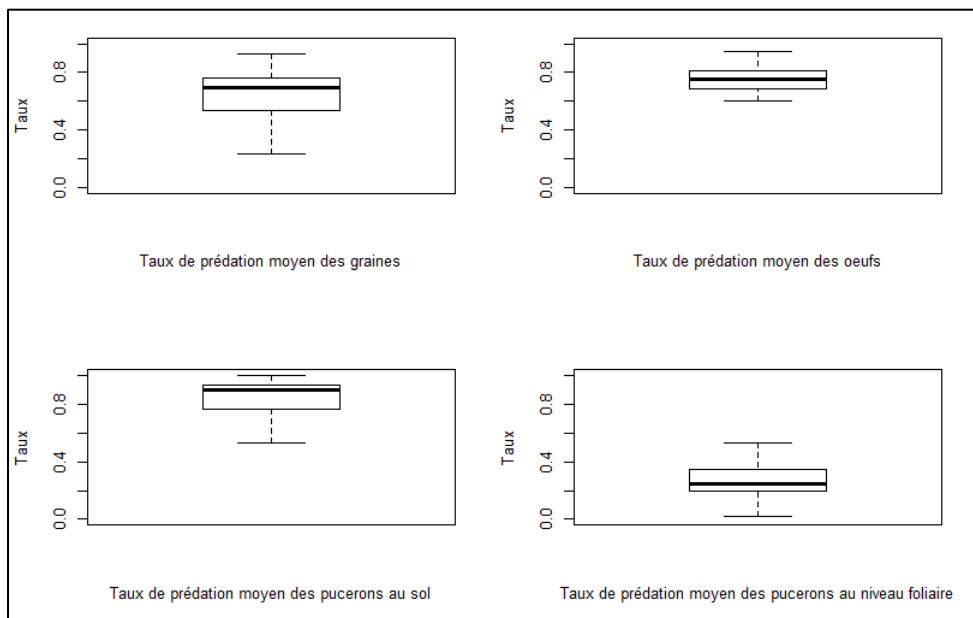 Taux
0.8
0.4
0.0
Taux de prédation moyen des graines
Taux
0.8
0.4
0.0
Taux de prédation moyen des oeufs
Taux
0.8
0.4
0.0
Taux de prédation moyen des pucerons au sol
Taux
0.8
0.4
0.0
Taux de prédation moyen des pucerons au niveau foliaire